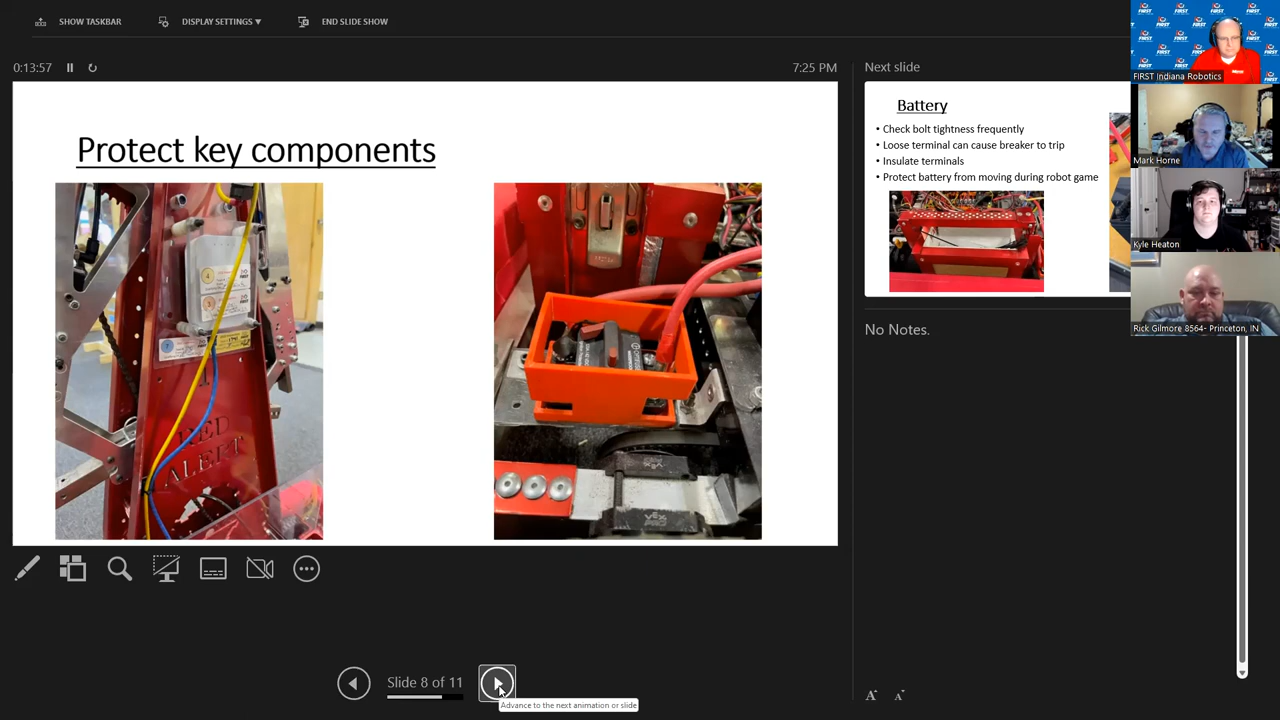 SHOW TASKBAR
DISPLAY SETTINGS ▼
END SLIDE SHOW
0:13:57
7:25 PM
Protect key components
RED
ALERT
Next slide
Battery
• Check bolt tightness frequently
• Loose terminal can cause breaker to trip
• Insulate terminals
• Protect battery from moving during robot game
No Notes.
FIRST Indiana Robotics
Mark Horne
Kyle Heaton
Rick Gilmore 8564- Princeton, IN
Slide 8 of 11
Advance to the next animation or slide